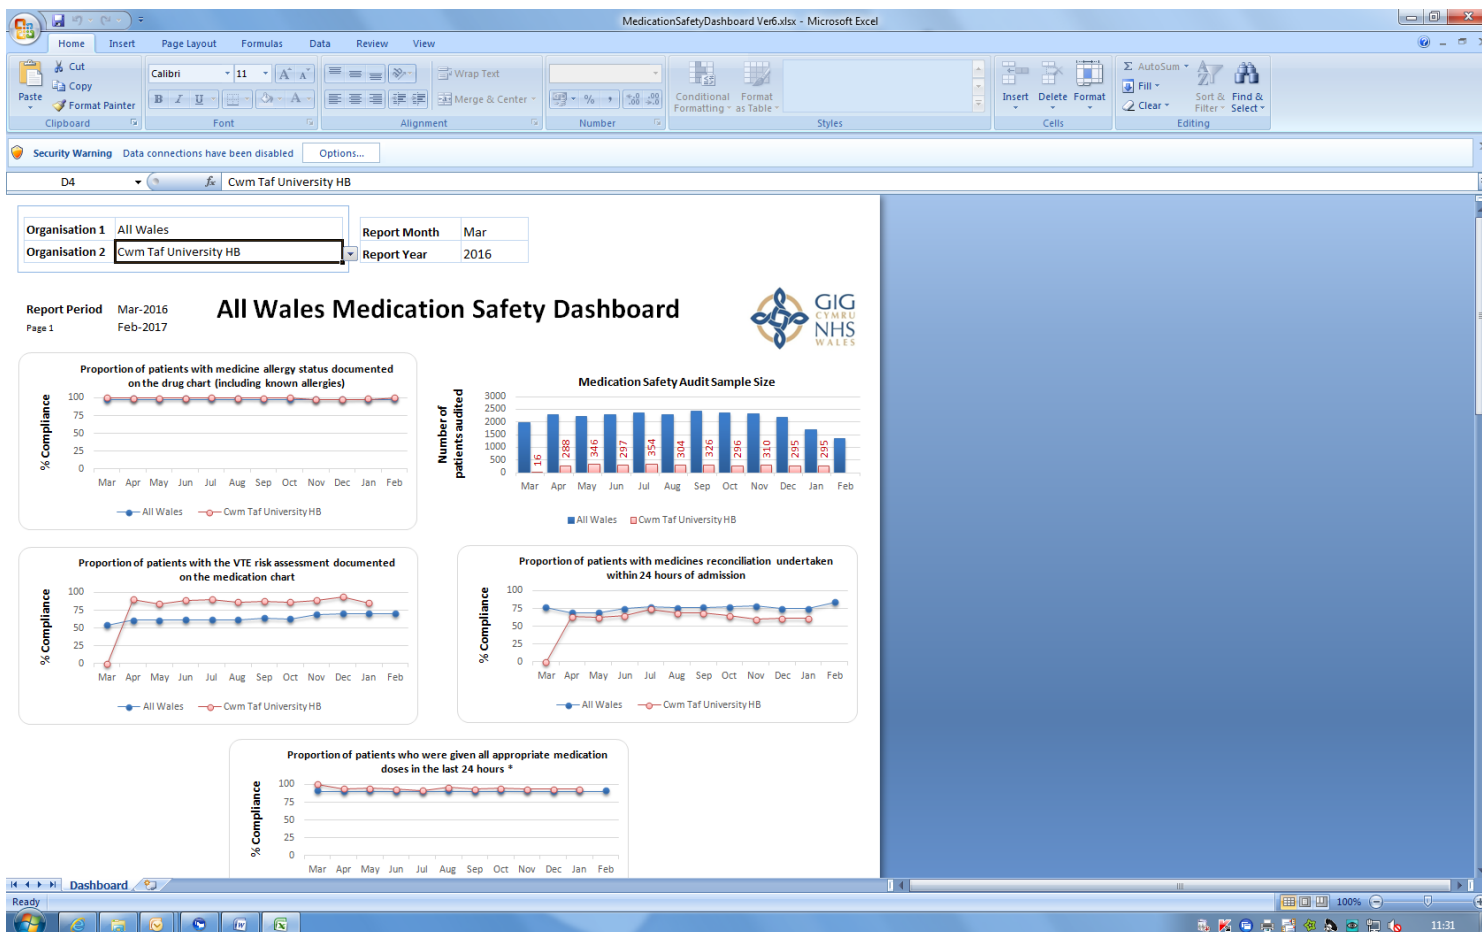 MedicationSafetyDashboard Ver6.xlsx - Microsoft Excel
Home Insert Page Layout Formulas Data Review View
Paste
Cut
Copy
Format Painter
Clipboard
Calibri 11
B I U
Font
Wrap Text
Merge & Center
Alignment
Number
Conditional Formatting
Format as Table
Styles
Insert Delete Format
Cells
Σ AutoSum
Fill
Clear
Sort & Filter
Find & Select
Editing
Security Warning Data connections have been disabled Options...
D4 fx Cwm Taf University HB
Organisation 1 All Wales
Organisation 2 Cwm Taf University HB
Report Month Mar
Report Year 2016
Report Period Mar-2016
Page 1 Feb-2017
All Wales Medication Safety Dashboard
GIG
CYMRU
NHS
WALES
Proportion of patients with medicine allergy status documented
on the drug chart (including known allergies)
% Compliance
100
75
50
25
0
Mar Apr May Jun Jul Aug Sep Oct Nov Dec Jan Feb
All Wales Cwm Taf University HB
Medication Safety Audit Sample Size
Number of
patients audited
3000
2500
2000
1500
1000
500
0
16 288 346 297 354 304 326 296 310 295 295
Mar Apr May Jun Jul Aug Sep Oct Nov Dec Jan Feb
All Wales Cwm Taf University HB
Proportion of patients with the VTE risk assessment documented
on the medication chart
% Compliance
100
75
50
25
0
Mar Apr May Jun Jul Aug Sep Oct Nov Dec Jan Feb
All Wales Cwm Taf University HB
Proportion of patients with medicines reconciliation undertaken
within 24 hours of admission
% Compliance
100
75
50
25
0
Mar Apr May Jun Jul Aug Sep Oct Nov Dec Jan Feb
All Wales Cwm Taf University HB
Proportion of patients who were given all appropriate medication
doses in the last 24 hours *
% Compliance
100
75
50
25
0
Mar Apr May Jun Jul Aug Sep Oct Nov Dec Jan Feb
Dashboard
Ready
100%
11:31